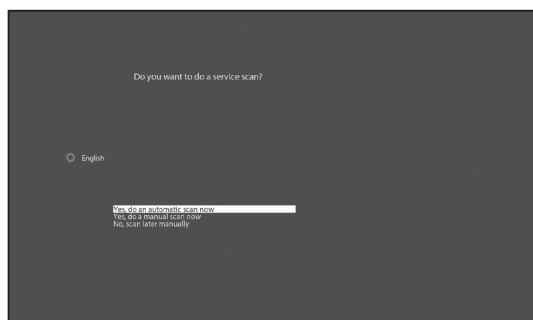 Do you want to do a service scan?
English
Yes, do an automatic scan now
Yes, do a manual scan now
No, scan later manually